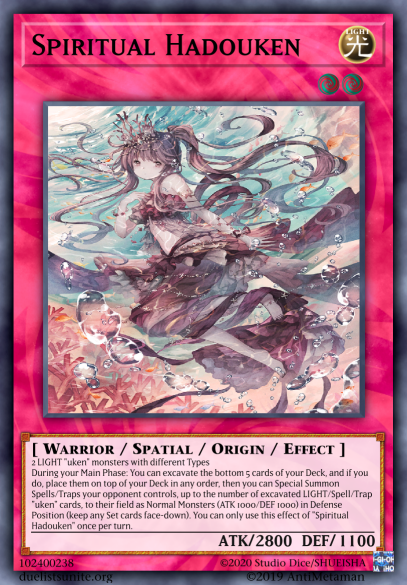 Spiritual Hadouken
LIGHT
光
[ Warrior / Spatial / Origin / Effect ]
2 LIGHT "uken" monsters with different Types
During your Main Phase: You can excavate the bottom 5 cards of your Deck, and if you
do, place them on top of your Deck in any order, then you can Special Summon
Spells/Traps your opponent controls, up to the number of excavated LIGHT/Spell/Trap
"uken" cards, to their field as Normal Monsters (ATK 1000/DEF 1000) in Defense
Position (keep any Set cards face-down). You can only use this effect of "Spiritual
Hadouken" once per turn.
ATK/2800 DEF/1100
102400238
©2020 Studio Dice/SHUEISHA
duelistsunite.org
©2019 AntiMetaman